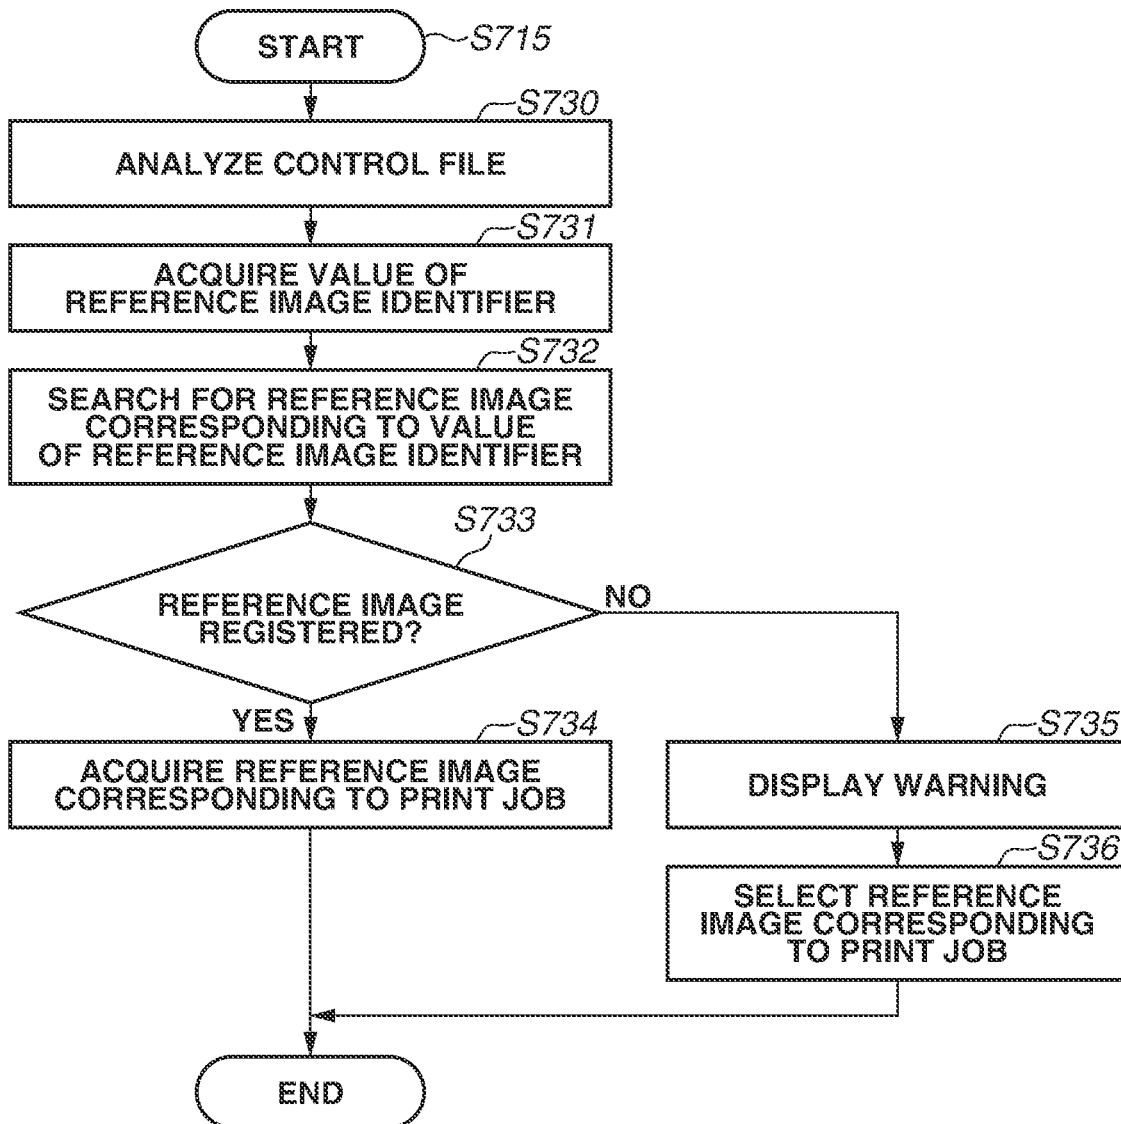 START
S715
S730
ANALYZE CONTROL FILE
S731
ACQUIRE VALUE OF
REFERENCE IMAGE IDENTIFIER
S732
SEARCH FOR REFERENCE IMAGE
CORRESPONDING TO VALUE
OF REFERENCE IMAGE IDENTIFIER
S733
REFERENCE IMAGE
REGISTERED?
NO
YES
S734
ACQUIRE REFERENCE IMAGE
CORRESPONDING TO PRINT JOB
S735
DISPLAY WARNING
S736
SELECT REFERENCE
IMAGE CORRESPONDING
TO PRINT JOB
END